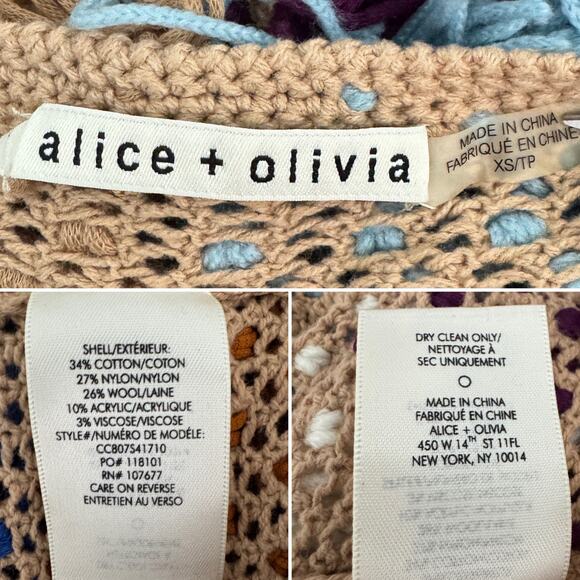 alice + olivia
MADE IN CHINA
FABRIQUÉ EN CHINE
XS/TP
SHELL/EXTÉRIEUR:
34% COTTON/COTON
27% NYLON/NYLON
26% WOOL/LAINE
10% ACRYLIC/ACRYLIQUE
3% VISCOSE/VISCOSE
STYLE#/NUMÉRO DE MODÈLE:
CC807S41710
PO# 118101
RN# 107677
CARE ON REVERSE
ENTRETIEN AU VERSO
DRY CLEAN ONLY/
NETTOYAGE À
SEC UNIQUEMENT
MADE IN CHINA
FABRIQUÉ EN CHINE
ALICE + OLIVIA
450 W 14TH ST 11FL
NEW YORK, NY 10014